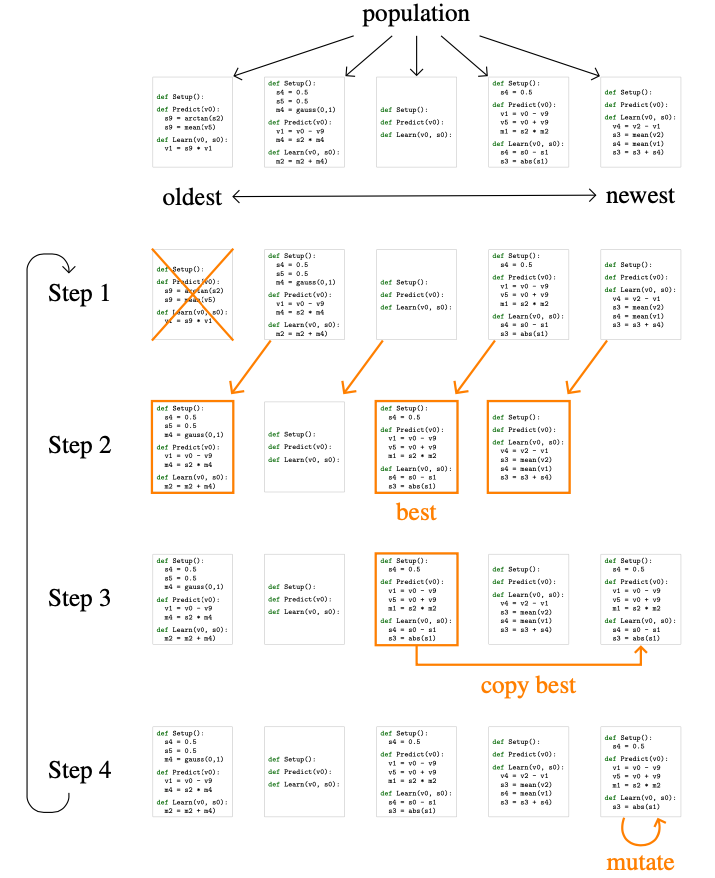 population
def Setup():
def Predict(v0):
s9 = arctan(s2)
s9 = mean(v5)
def Learn(v0, s0):
v1 = s9 * v1
def Setup():
s4 = 0.5
s5 = 0.5
m4 = gauss(0,1)
def Predict(v0):
v1 = v0 - v9
m4 = s2 * m4
def Learn(v0, s0):
m2 = m2 + m4)
def Setup():
def Predict(v0):
def Learn(v0, s0):
def Setup():
s4 = 0.5
def Predict(v0):
v1 = v0 - v9
v5 = v0 + v9
m1 = s2 * m2
def Learn(v0, s0):
s4 = s0 - s1
s3 = abs(s1)
def Setup():
def Predict(v0):
def Learn(v0, s0):
v4 = v2 - v1
s3 = mean(v2)
s4 = mean(v1)
s3 = s3 + s4)
oldest
newest
Step 1
def Setup():
def Predict(v0):
s9 = arctan(s2)
s9 = mean(v5)
def Learn(v0, s0):
v1 = s9 * v1
def Setup():
s4 = 0.5
s5 = 0.5
m4 = gauss(0,1)
def Predict(v0):
v1 = v0 - v9
m4 = s2 * m4
def Learn(v0, s0):
m2 = m2 + m4)
def Setup():
def Predict(v0):
def Learn(v0, s0):
def Setup():
s4 = 0.5
def Predict(v0):
v1 = v0 - v9
v5 = v0 + v9
m1 = s2 * m2
def Learn(v0, s0):
s4 = s0 - s1
s3 = abs(s1)
def Setup():
def Predict(v0):
def Learn(v0, s0):
v4 = v2 - v1
s3 = mean(v2)
s4 = mean(v1)
s3 = s3 + s4)
Step 2
def Setup():
s4 = 0.5
s5 = 0.5
m4 = gauss(0,1)
def Predict(v0):
v1 = v0 - v9
m4 = s2 * m4
def Learn(v0, s0):
m2 = m2 + m4)
def Setup():
def Predict(v0):
def Learn(v0, s0):
def Setup():
s4 = 0.5
def Predict(v0):
v1 = v0 - v9
v5 = v0 + v9
m1 = s2 * m2
def Learn(v0, s0):
s4 = s0 - s1
s3 = abs(s1)
def Setup():
def Predict(v0):
def Learn(v0, s0):
v4 = v2 - v1
s3 = mean(v2)
s4 = mean(v1)
s3 = s3 + s4)
best
Step 3
def Setup():
s4 = 0.5
s5 = 0.5
m4 = gauss(0,1)
def Predict(v0):
v1 = v0 - v9
m4 = s2 * m4
def Learn(v0, s0):
m2 = m2 + m4)
def Setup():
def Predict(v0):
def Learn(v0, s0):
def Setup():
s4 = 0.5
def Predict(v0):
v1 = v0 - v9
v5 = v0 + v9
m1 = s2 * m2
def Learn(v0, s0):
s4 = s0 - s1
s3 = abs(s1)
def Setup():
def Predict(v0):
def Learn(v0, s0):
v4 = v2 - v1
s3 = mean(v2)
s4 = mean(v1)
s3 = s3 + s4)
def Setup():
s4 = 0.5
def Predict(v0):
v1 = v0 - v9
v5 = v0 + v9
m1 = s2 * m2
def Learn(v0, s0):
s4 = s0 - s1
s3 = abs(s1)
copy best
Step 4
def Setup():
s4 = 0.5
s5 = 0.5
m4 = gauss(0,1)
def Predict(v0):
v1 = v0 - v9
m4 = s2 * m4
def Learn(v0, s0):
m2 = m2 + m4)
def Setup():
def Predict(v0):
def Learn(v0, s0):
def Setup():
s4 = 0.5
def Predict(v0):
v1 = v0 - v9
v5 = v0 + v9
m1 = s2 * m2
def Learn(v0, s0):
s4 = s0 - s1
s3 = abs(s1)
def Setup():
def Predict(v0):
def Learn(v0, s0):
v4 = v2 - v1
s3 = mean(v2)
s4 = mean(v1)
s3 = s3 + s4)
def Setup():
s4 = 0.5
def Predict(v0):
v1 = v0 - v9
v5 = v0 + v9
m1 = s2 * m2
def Learn(v0, s0):
s3 = abs(s1)
mutate